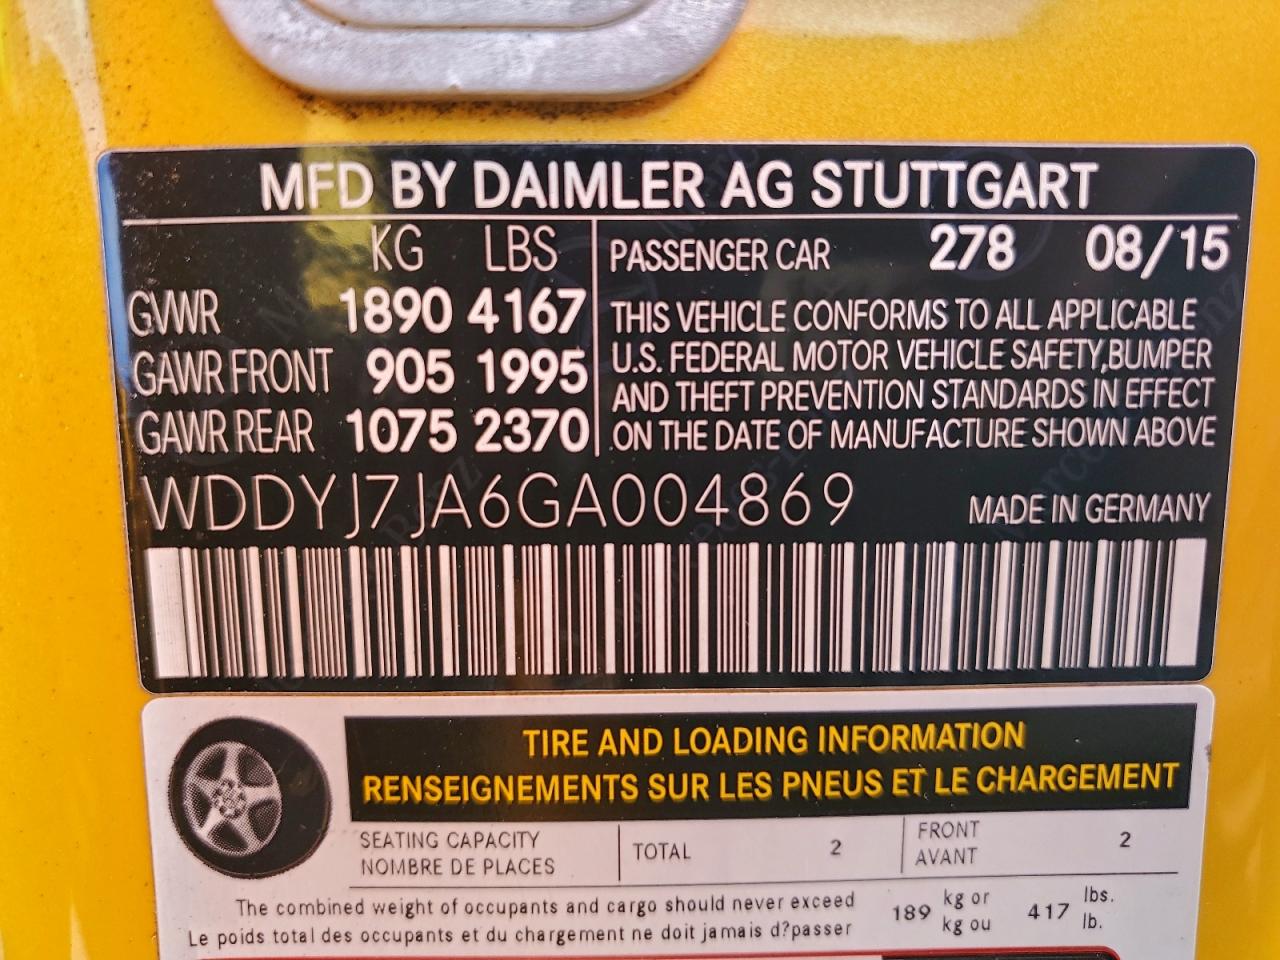 MFD BY DAIMLER AG STUTTGART
KG LBS
GVWR 1890 4167
GAWR FRONT 905 1995
GAWR REAR 1075 2370
PASSENGER CAR 278 08/15
THIS VEHICLE CONFORMS TO ALL APPLICABLE
U.S. FEDERAL MOTOR VEHICLE SAFETY,BUMPER
AND THEFT PREVENTION STANDARDS IN EFFECT
ON THE DATE OF MANUFACTURE SHOWN ABOVE
WDDYJ7JA6GA004869 MADE IN GERMANY
TIRE AND LOADING INFORMATION
RENSEIGNEMENTS SUR LES PNEUS ET LE CHARGEMENT
SEATING CAPACITY
NOMBRE DE PLACES
TOTAL 2
FRONT
AVANT
2
The combined weight of occupants and cargo should never exceed
Le poids total des occupants et du chargement ne doit jamais d?passer
189 kg or
kg ou
417 lbs.
lb.